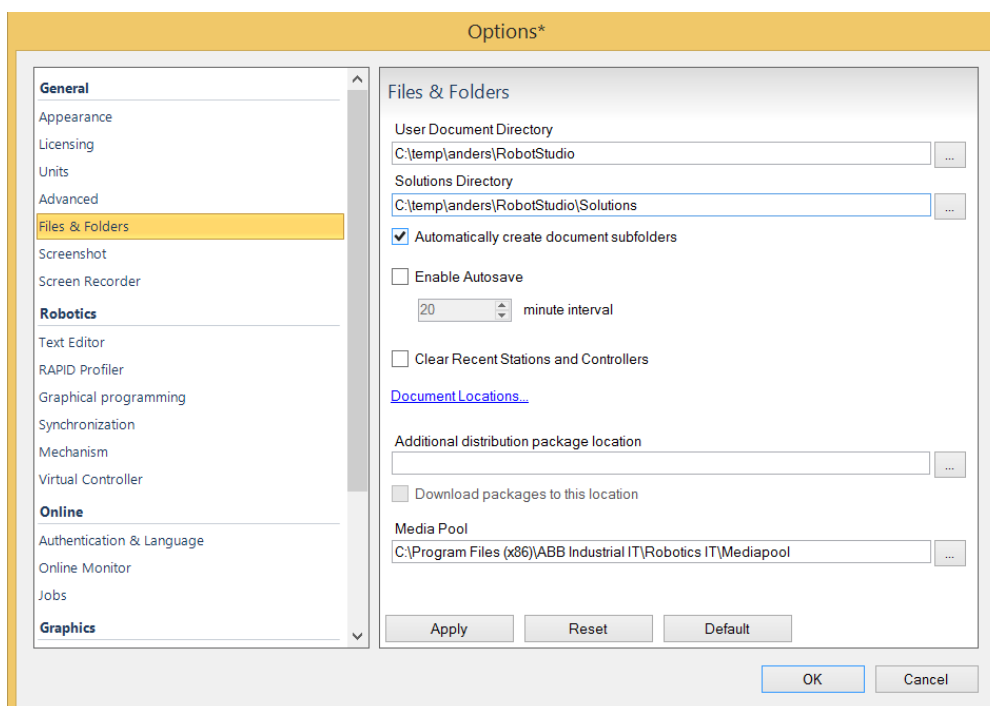 Options*
General
Appearance
Licensing
Units
Advanced
Files & Folders
Screenshot
Screen Recorder
Robotics
Text Editor
RAPID Profiler
Graphical programming
Synchronization
Mechanism
Virtual Controller
Online
Authentication & Language
Online Monitor
Jobs
Graphics
Files & Folders
User Document Directory
C:\temp\anders\RobotStudio
...
Solutions Directory
C:\temp\anders\RobotStudio\Solutions
...
Automatically create document subfolders
Enable Autosave
20 minute interval
Clear Recent Stations and Controllers
Document Locations...
Additional distribution package location
...
Download packages to this location
Media Pool
C:\Program Files (x86)\ABB Industrial IT\Robotics IT\Mediapool
...
Apply Reset Default
OK Cancel